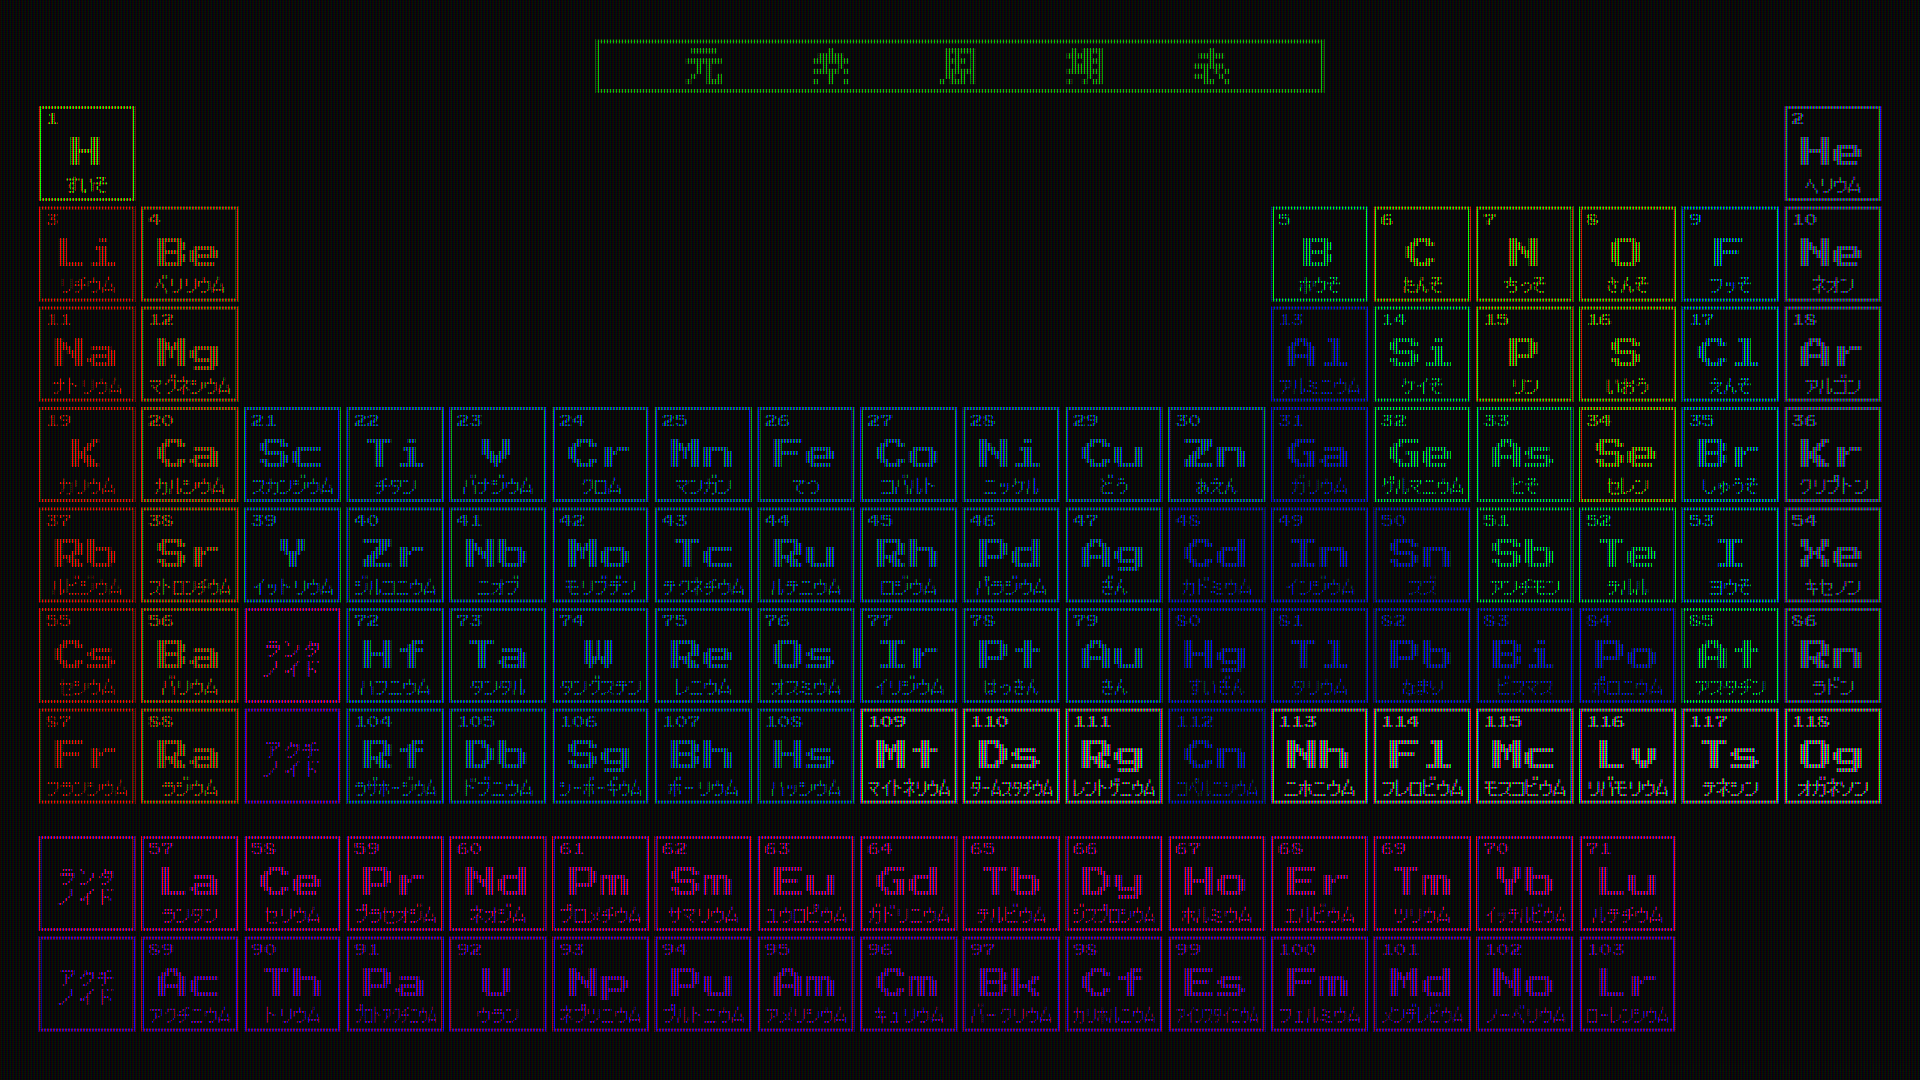 元素周期表
1 2
H He
すいそ ヘリウム
3 4 5 6 7 8 9 10
Li Be B C N O F Ne
リチウム ベリリウム ホウそ たんそ ちっそ さんそ フッそ ネオン
11 12 13 14 15 16 17 18
Na Mg Al Si P S Cl Ar
ナトリウム マグネシウム アルミニウム ケイそ リン いおう えんそ アルゴン
19 20 21 22 23 24 25 26 27 28 29 30 31 32 33 34 35 36
K Ca Sc Ti V Cr Mn Fe Co Ni Cu Zn Ga Ge As Se Br Kr
カリウム カルシウム スカンジウム チタン バナジウム クロム マンガン てつ コバルト ニッケル どう あえん ガリウム ゲルマニウム ヒそ セレン しゅうそ クリプトン
37 38 39 40 41 42 43 44 45 46 47 48 49 50 51 52 53 54
Rb Sr Y Zr Nb Mo Tc Ru Rh Pd Ag Cd In Sn Sb Te I Xe
ルビジウム ストロンチウム イットリウム ジルコニウム ニオブ モリブデン テクネチウム ルテニウム ロジウム パラジウム ぎん カドミウム インジウム スズ アンチモン テルル ヨウそ キセノン
55 56 ランタ 72 73 74 75 76 77 78 79 80 81 82 83 84 85 86
Cs Ba ノイド Hf Ta W Re Os Ir Pt Au Hg Tl Pb Bi Po At Rn
セシウム バリウム ハフニウム タンタル タングステン レニウム オスミウム イリジウム はっきん きん すいぎん タリウム なまり ビスマス ポロニウム アスタチン ラドン
87 88 アクチ 104 105 106 107 108 109 110 111 112 113 114 115 116 117 118
Fr Ra ノイド Rf Db Sg Bh Hs Mt Ds Rg Cn Nh Fl Mc Lv Ts Og
フランシウム ラジウム ラザホージウム ドブニウム シーボーギウム ボーリウム ハッシウム マイトネリウム ダームスタチウム レントゲニウム コペルニシウム ニホニウム フレロビウム モスコビウム リバモリウム テネシン オガネソン
ランタ 57 58 59 60 61 62 63 64 65 66 67 68 69 70 71
ノイド La Ce Pr Nd Pm Sm Eu Gd Tb Dy Ho Er Tm Yb Lu
ランタン セリウム プラセオジム ネオジム プロメチウム サマリウム ユウロピウム ガドリニウム テルビウム ジスプロシウム ホルミウム エルビウム ツリウム イッテルビウム ルテチウム
アクチ 89 90 91 92 93 94 95 96 97 98 99 100 101 102 103
ノイド Ac Th Pa U Np Pu Am Cm Bk Cf Es Fm Md No Lr
アクチニウム トリウム プロトアクチニウム ウラン ネプツニウム プルトニウム アメリシウム キュリウム バークリウム カリホルニウム アインスタイニウム フェルミウム メンデレビウム ノーベリウム ローレンシウム